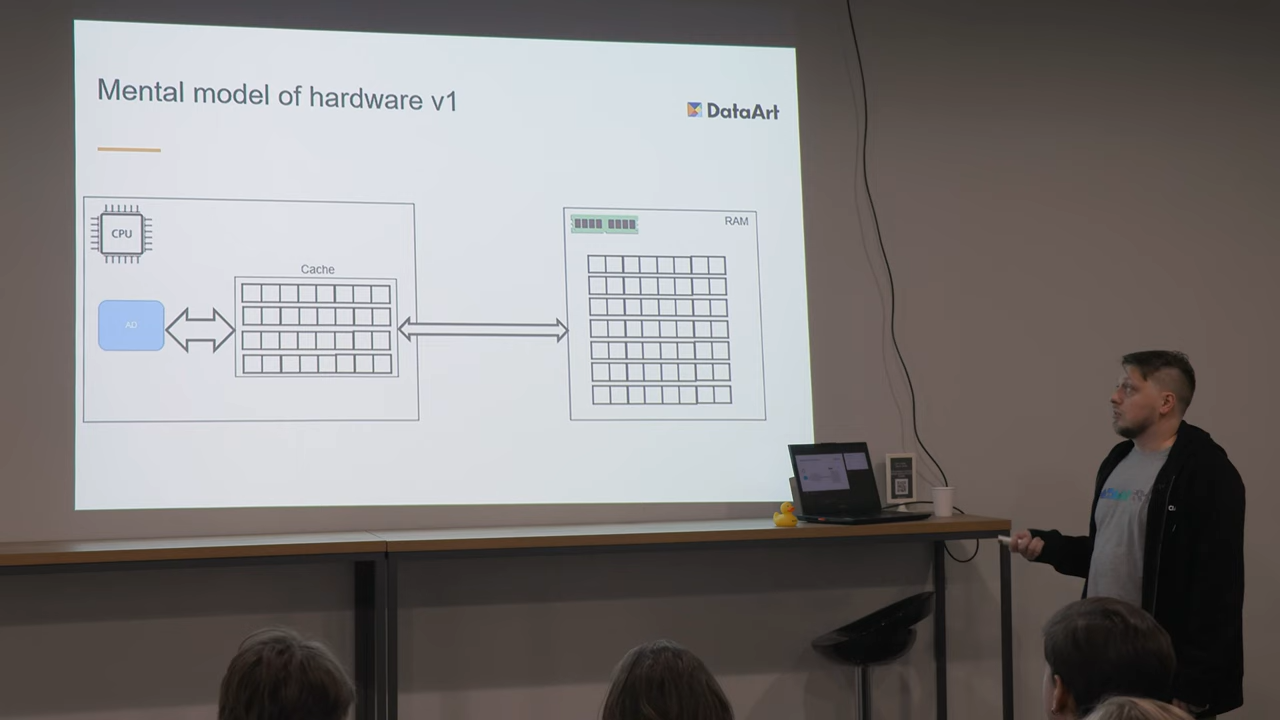 Mental model of hardware v1
DataArt
CPU
Cache
RAM